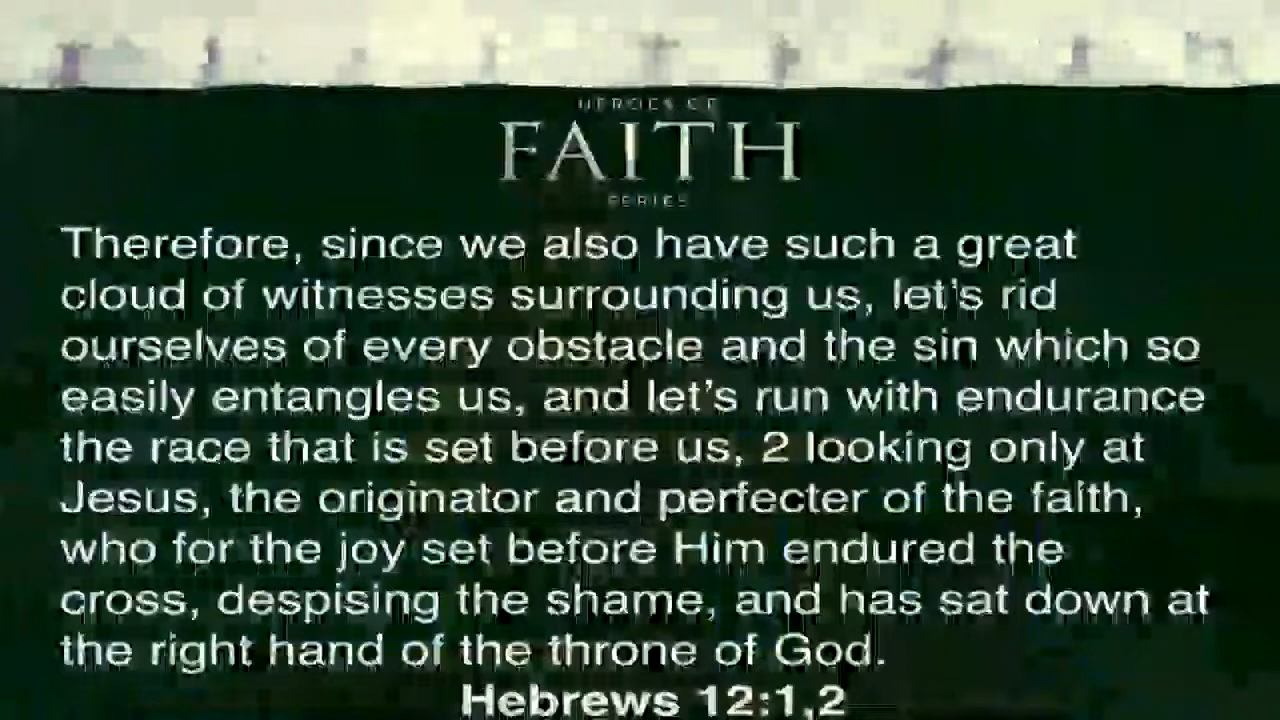 HEROES OF
FAITH
SERIES
Therefore, since we also have such a great
cloud of witnesses surrounding us, let's rid
ourselves of every obstacle and the sin which so
easily entangles us, and let's run with endurance
the race that is set before us, 2 looking only at
Jesus, the originator and perfecter of the faith,
who for the joy set before Him endured the
cross, despising the shame, and has sat down at
the right hand of the throne of God.
Hebrews 12:1,2